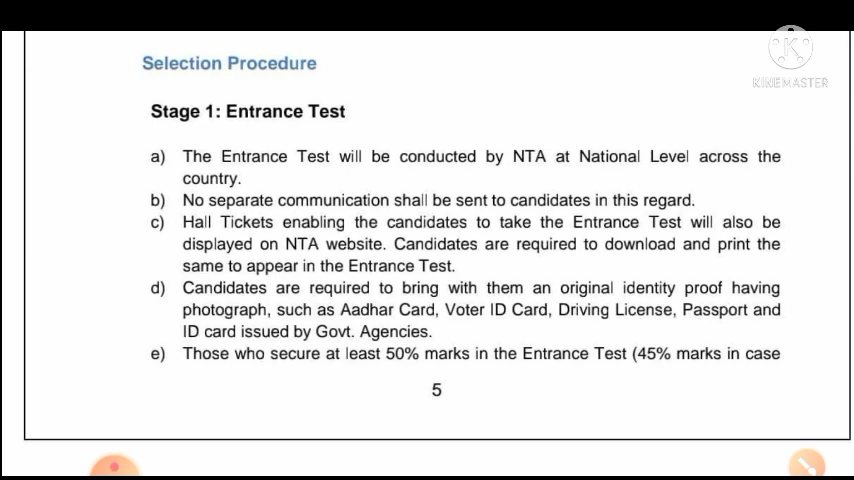 KINEMASTER
Selection Procedure
Stage 1: Entrance Test
a) The Entrance Test will be conducted by NTA at National Level across the
country.
b) No separate communication shall be sent to candidates in this regard.
c) Hall Tickets enabling the candidates to take the Entrance Test will also be
displayed on NTA website. Candidates are required to download and print the
same to appear in the Entrance Test.
d) Candidates are required to bring with them an original identity proof having
photograph, such as Aadhar Card, Voter ID Card, Driving License, Passport and
ID card issued by Govt. Agencies.
e) Those who secure at least 50% marks in the Entrance Test (45% marks in case
5